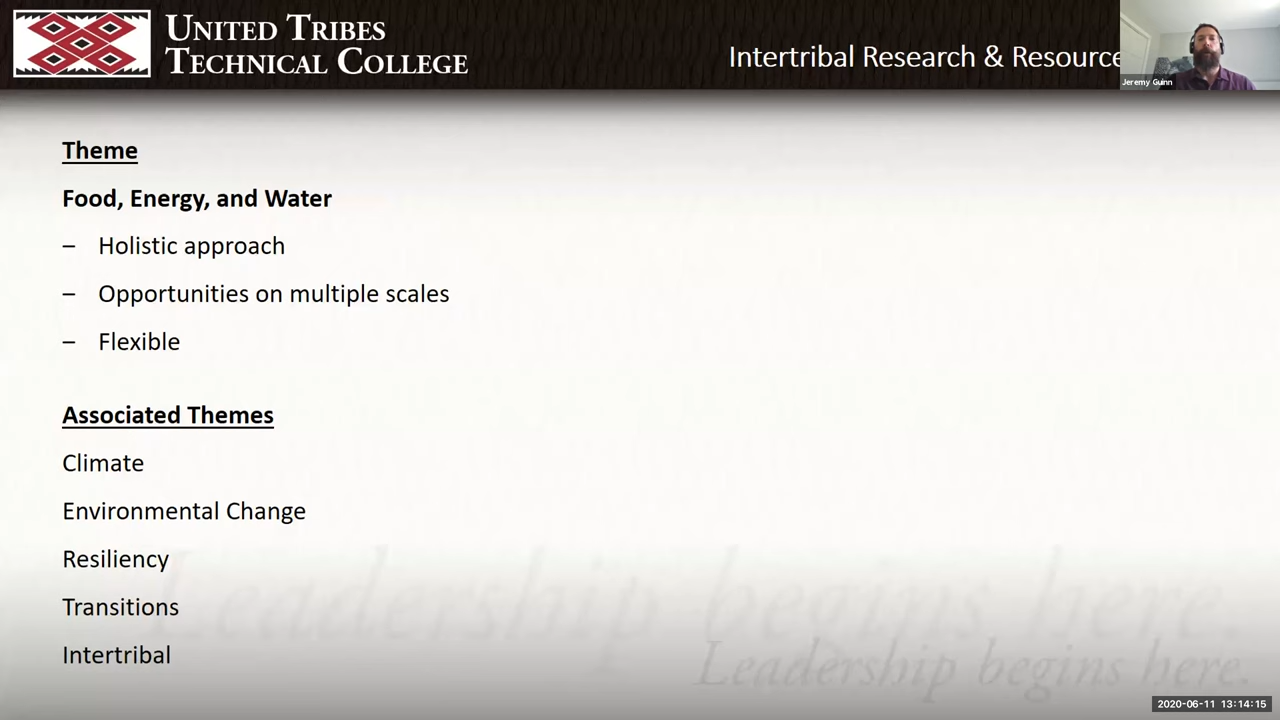 UNITED TRIBES
TECHNICAL COLLEGE
Intertribal Research & Resource
Jeremy Guinn
Theme
Food, Energy, and Water
– Holistic approach
– Opportunities on multiple scales
– Flexible
Associated Themes
Climate
Environmental Change
Resiliency
Transitions
Intertribal
Leadership begins here.
Leadership begins here.
2020-06-11 13:14:15